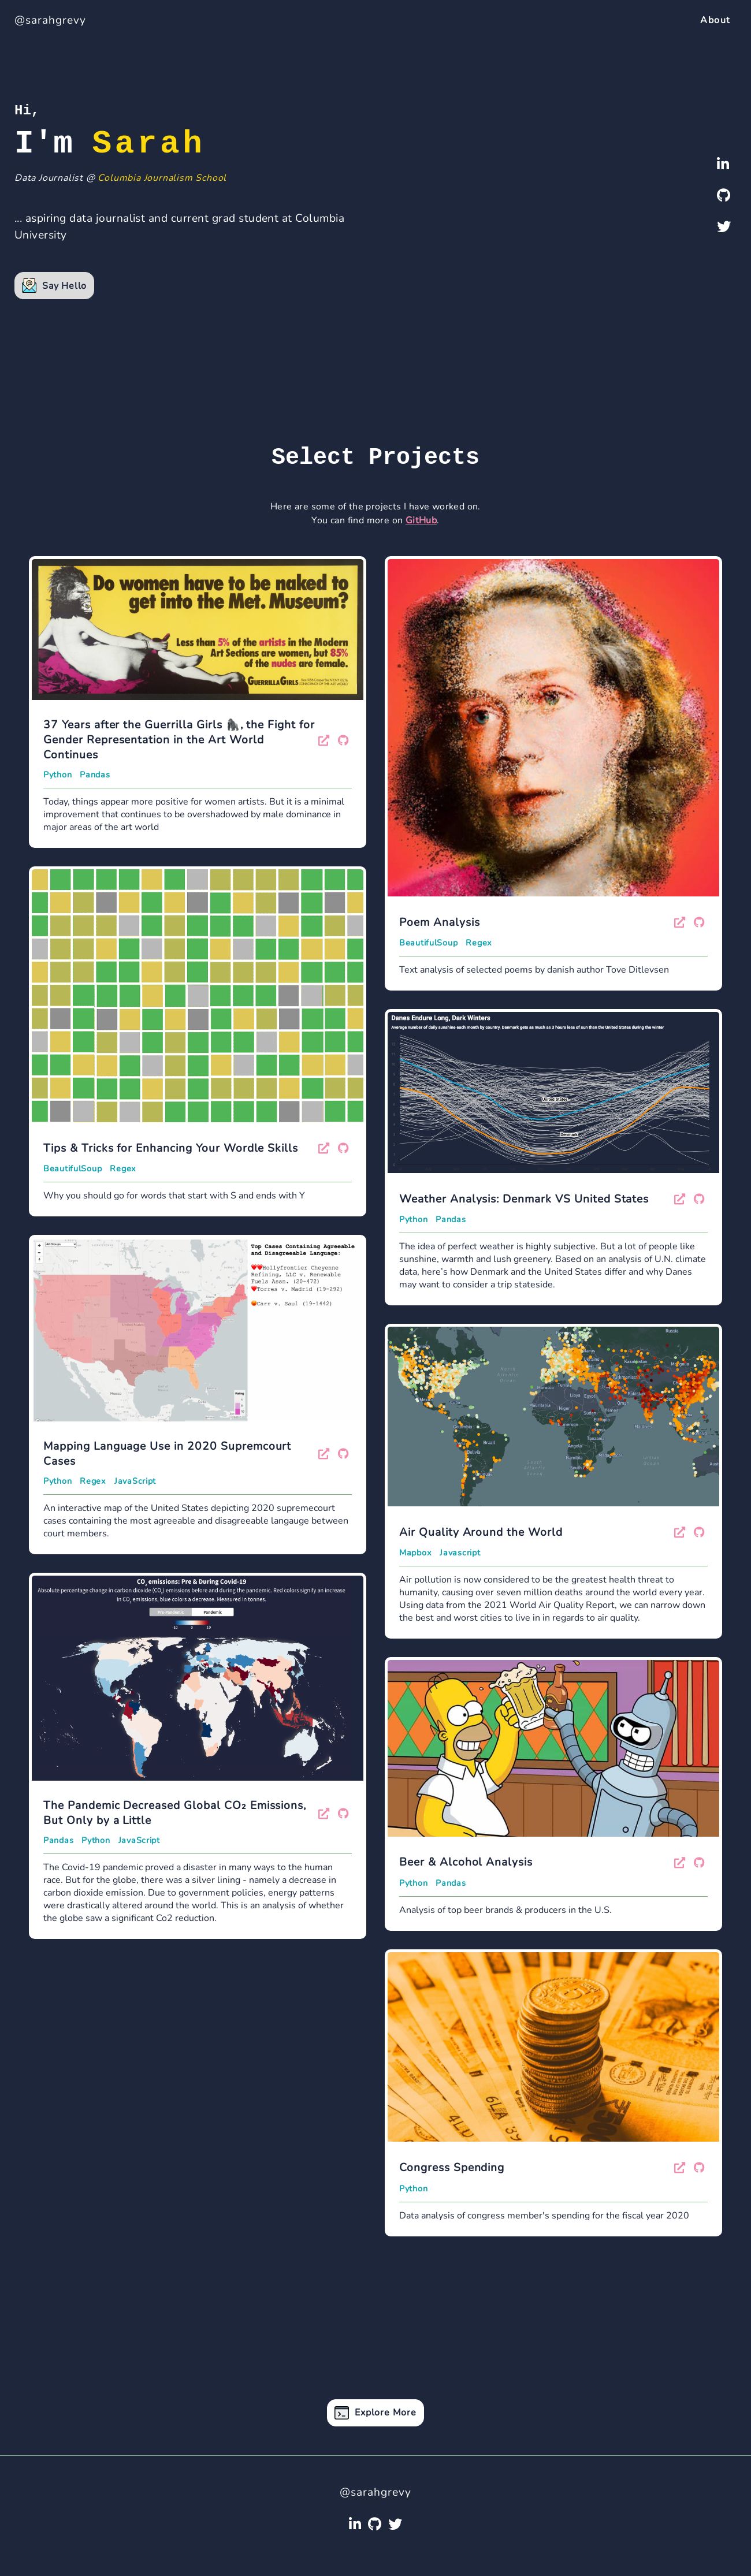 @sarahgrevy
About
Hi,
I'm Sarah
Data Journalist @ Columbia Journalism School
... aspiring data journalist and current grad student at Columbia
University
Say Hello
Select Projects
Here are some of the projects I have worked on.
You can find more on GitHub.
Do women have to be naked to
get into the Met. Museum?
Less than 5% of the artists in the Modern
Art Sections are women, but 85%
of the nudes are female.
GUERRILLA GIRLS
37 Years after the Guerrilla Girls 🦍, the Fight for
Gender Representation in the Art World
Continues
Python Pandas
Today, things appear more positive for women artists. But it is a minimal
improvement that continues to be overshadowed by male dominance in
major areas of the art world
Tips & Tricks for Enhancing Your Wordle Skills
BeautifulSoup Regex
Why you should go for words that start with S and ends with Y
Top Cases Containing Agreeable
and Disagreeable Language:
❤❤Hollyfrontier Cheyenne
Refining, LLC v. Renewable
Fuels Assn. (20-472)
❤Torres v. Madrid (19-292)
Carr v. Saul (19-1442)
Mapping Language Use in 2020 Supremcourt
Cases
Python Regex JavaScript
An interactive map of the United States depicting 2020 supremecourt
cases containing the most agreeable and disagreeable langauge between
court members.
CO₂ emissions: Pre & During Covid-19
Absolute percentage change in carbon dioxide (CO₂) emissions before and during the pandemic. Red colors signify an increase
in CO₂ emissions, blue colors a decrease. Measured in tonnes.
Pre-Pandemic Pandemic
The Pandemic Decreased Global CO₂ Emissions,
But Only by a Little
Pandas Python JavaScript
The Covid-19 pandemic proved a disaster in many ways to the human
race. But for the globe, there was a silver lining - namely a decrease in
carbon dioxide emission. Due to government policies, energy patterns
were drastically altered around the world. This is an analysis of whether
the globe saw a significant Co2 reduction.
Poem Analysis
BeautifulSoup Regex
Text analysis of selected poems by danish author Tove Ditlevsen
Danes Endure Long, Dark Winters
Average number of daily sunshine each month by country. Denmark gets as much as 3 hours less of sun than the United States during the winter
United States
Denmark
Weather Analysis: Denmark VS United States
Python Pandas
The idea of perfect weather is highly subjective. But a lot of people like
sunshine, warmth and lush greenery. Based on an analysis of U.N. climate
data, here's how Denmark and the United States differ and why Danes
may want to consider a trip stateside.
Russia
Kazakhstan
Mongolia
Libya
Niger
Brazil
Air Quality Around the World
Mapbox Javascript
Air pollution is now considered to be the greatest health threat to
humanity, causing over seven million deaths around the world every year.
Using data from the 2021 World Air Quality Report, we can narrow down
the best and worst cities to live in in regards to air quality.
Beer & Alcohol Analysis
Python Pandas
Analysis of top beer brands & producers in the U.S.
Congress Spending
Python
Data analysis of congress member's spending for the fiscal year 2020
Explore More
@sarahgrevy